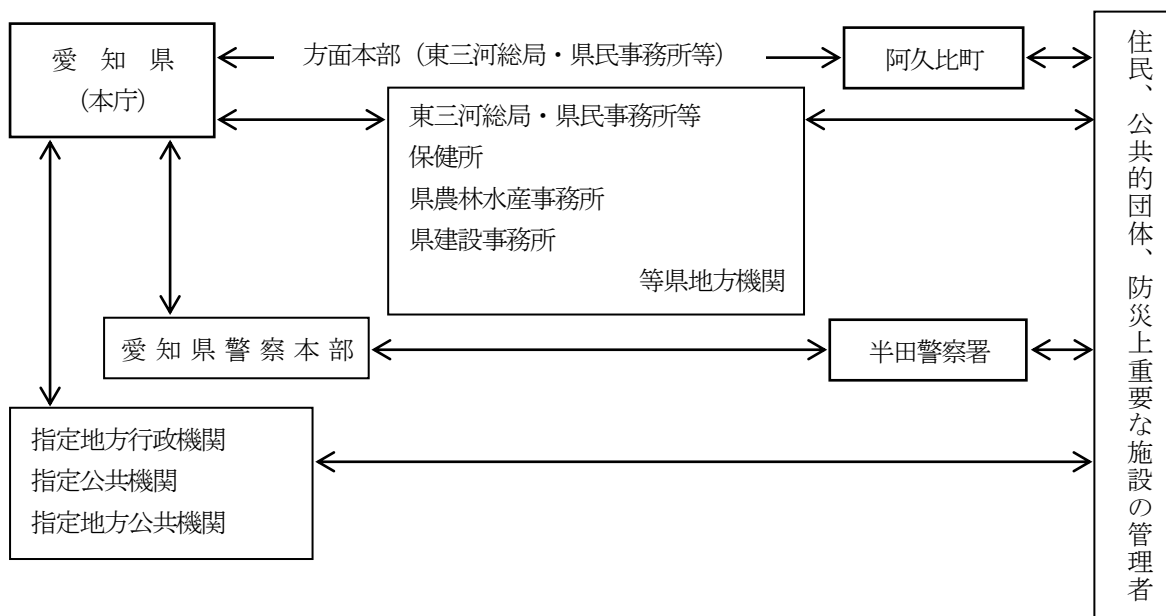 愛知県
(本庁)
方面本部（東三河総局・県民事務所等）
阿久比町
東三河総局・県民事務所等
保健所
県農林水産事務所
県建設事務所
等県地方機関
愛知県警察本部
半田警察署
指定地方行政機関
指定公共機関
指定地方公共機関
住民、公共的団体、防災上重要な施設の管理者